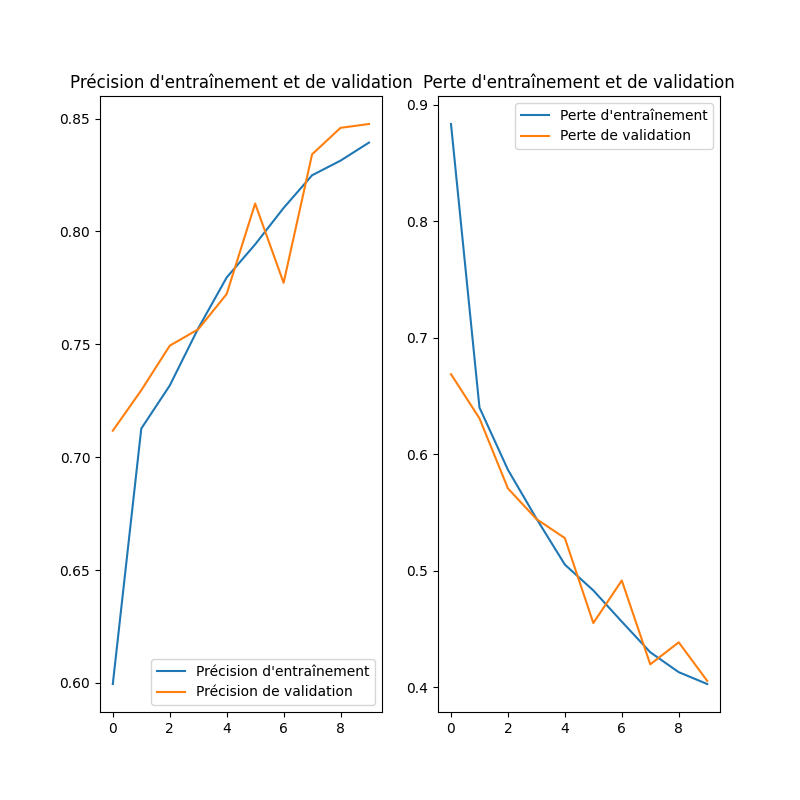 Précision d'entraînement et de validation
0.85
0.80
0.75
0.70
0.65
0.60
0 2 4 6 8
Précision d'entraînement
Précision de validation
Perte d'entraînement et de validation
0.9
0.8
0.7
0.6
0.5
0.4
0 2 4 6 8
Perte d'entraînement
Perte de validation